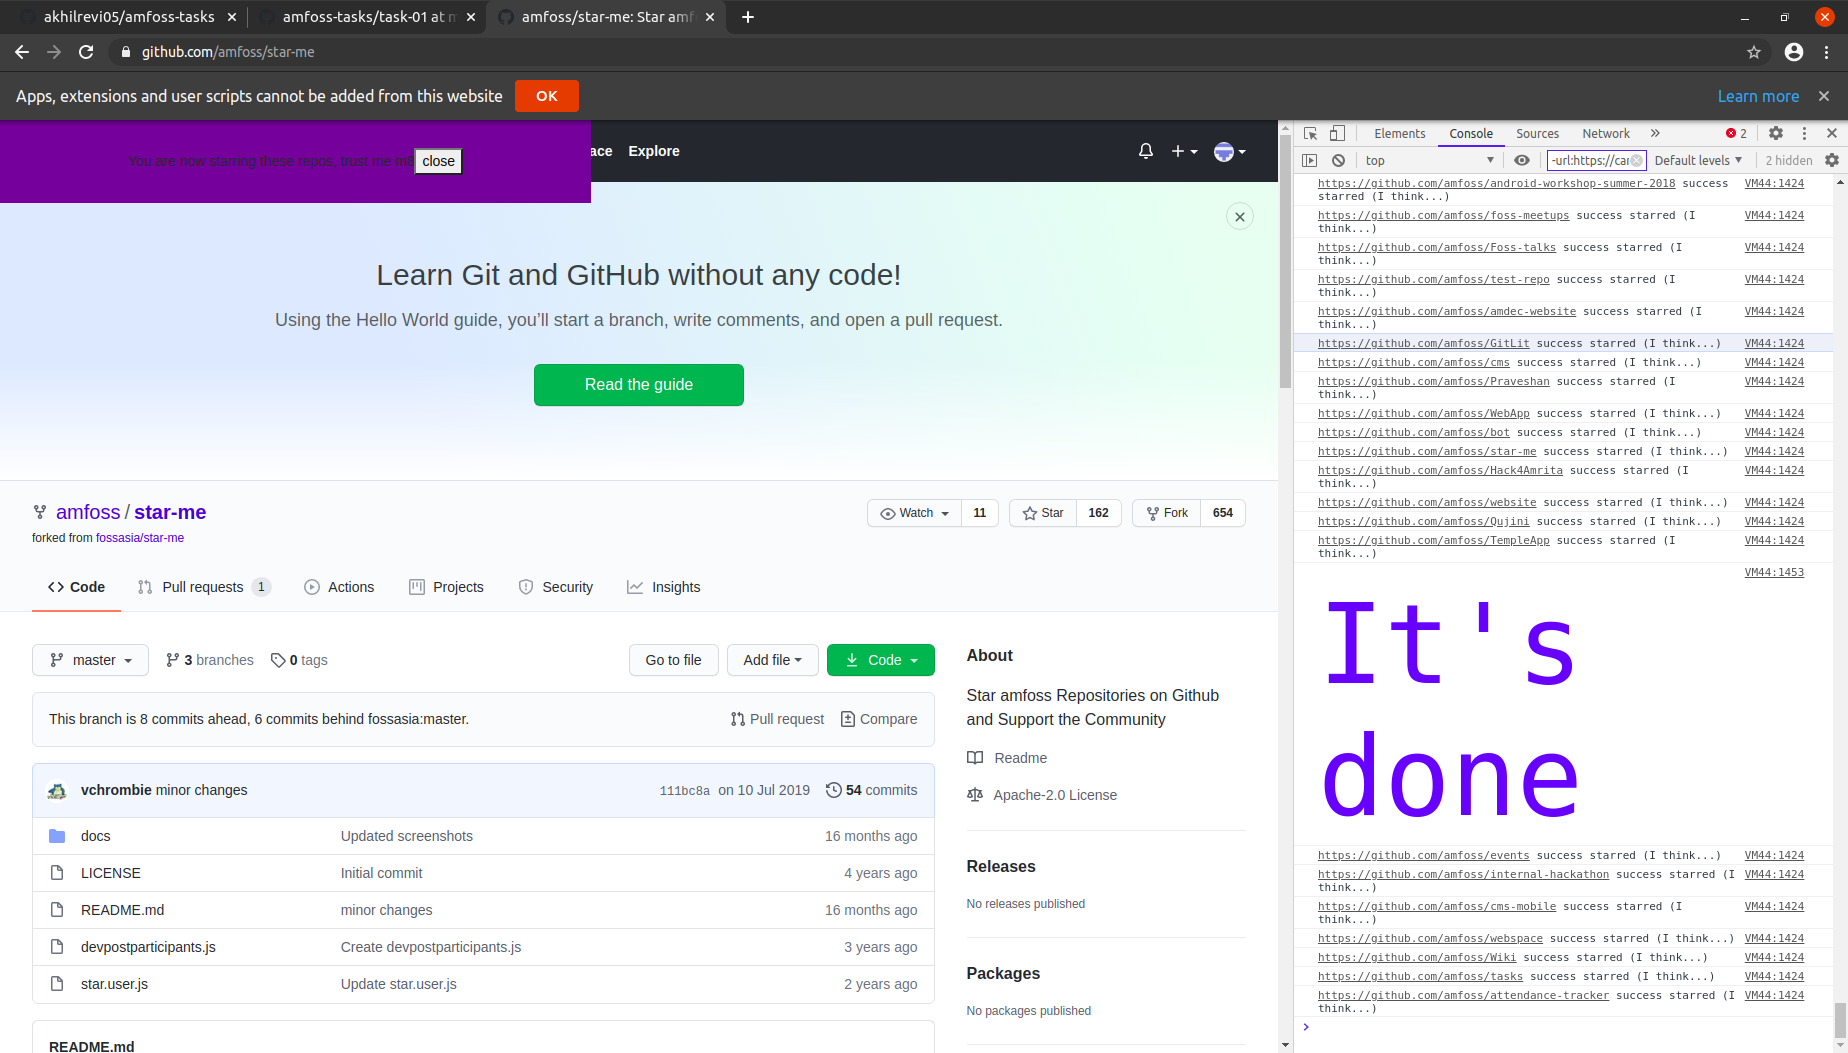 akhilrevi05/amfoss-tasks
amfoss-tasks/task-01 at m
amfoss/star-me: Star amf
github.com/amfoss/star-me
Apps, extensions and user scripts cannot be added from this website OK Learn more
You are now starring these repos, trust me m8 close
ace Explore
Learn Git and GitHub without any code!
Using the Hello World guide, you’ll start a branch, write comments, and open a pull request.
Read the guide
amfoss / star-me
forked from fossasia/star-me
Watch 11 Star 162 Fork 654
Code Pull requests 1 Actions Projects Security Insights
master 3 branches 0 tags Go to file Add file Code
This branch is 8 commits ahead, 6 commits behind fossasia:master. Pull request Compare
vchrombie minor changes 111bc8a on 10 Jul 2019 54 commits
docs Updated screenshots 16 months ago
LICENSE Initial commit 4 years ago
README.md minor changes 16 months ago
devpostparticipants.js Create devpostparticipants.js 3 years ago
star.user.js Update star.user.js 2 years ago
README.md
About
Star amfoss Repositories on Github
and Support the Community
Readme
Apache-2.0 License
Releases
No releases published
Packages
No packages published
Elements Console Sources Network 2
top -url:https://ca Default levels 2 hidden
https://github.com/amfoss/android-workshop-summer-2018 success VM44:1424
starred (I think...)
https://github.com/amfoss/foss-meetups success starred (I VM44:1424
think...)
https://github.com/amfoss/Foss-talks success starred (I VM44:1424
think...)
https://github.com/amfoss/test-repo success starred (I VM44:1424
think...)
https://github.com/amfoss/amdec-website success starred (I VM44:1424
think...)
https://github.com/amfoss/GitLit success starred (I think...) VM44:1424
https://github.com/amfoss/cms success starred (I think...) VM44:1424
https://github.com/amfoss/Praveshan success starred (I VM44:1424
think...)
https://github.com/amfoss/WebApp success starred (I think...) VM44:1424
https://github.com/amfoss/bot success starred (I think...) VM44:1424
https://github.com/amfoss/star-me success starred (I think...) VM44:1424
https://github.com/amfoss/Hack4Amrita success starred (I VM44:1424
think...)
https://github.com/amfoss/website success starred (I think...) VM44:1424
https://github.com/amfoss/Qujini success starred (I think...) VM44:1424
https://github.com/amfoss/TempleApp success starred (I VM44:1424
think...)
VM44:1453
It's
done
https://github.com/amfoss/events success starred (I think...) VM44:1424
https://github.com/amfoss/internal-hackathon success starred (I VM44:1424
think...)
https://github.com/amfoss/cms-mobile success starred (I VM44:1424
think...)
https://github.com/amfoss/webspace success starred (I think...) VM44:1424
https://github.com/amfoss/Wiki success starred (I think...) VM44:1424
https://github.com/amfoss/tasks success starred (I think...) VM44:1424
https://github.com/amfoss/attendance-tracker success starred (I VM44:1424
think...)